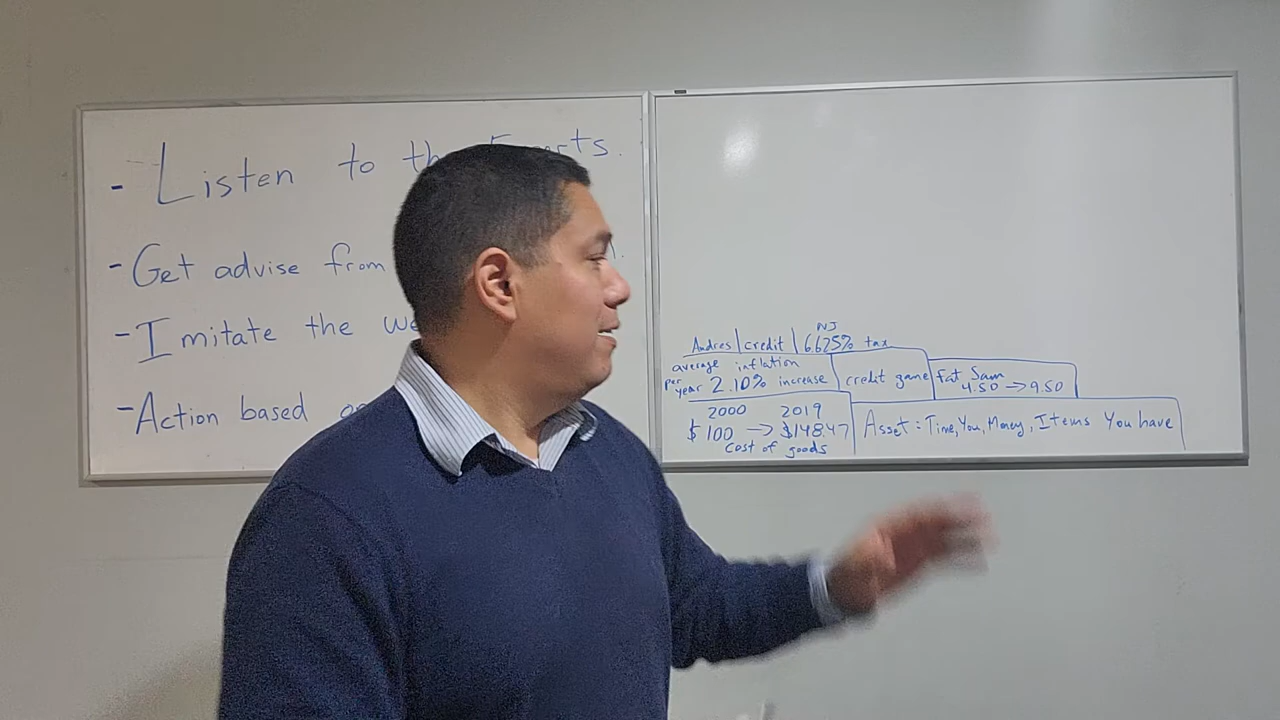 - Listen to th rts.
- Get advise from
- Imitate the we
- Action based
NJ
Andres | credit | 6.625% tax
average inflation
per year 2.10% increase
credit game
Fat Sam
4.50 → 9.50
2000 2019
$100 → $148.47
cost of goods
Asset: Time, You, Money, Items You have